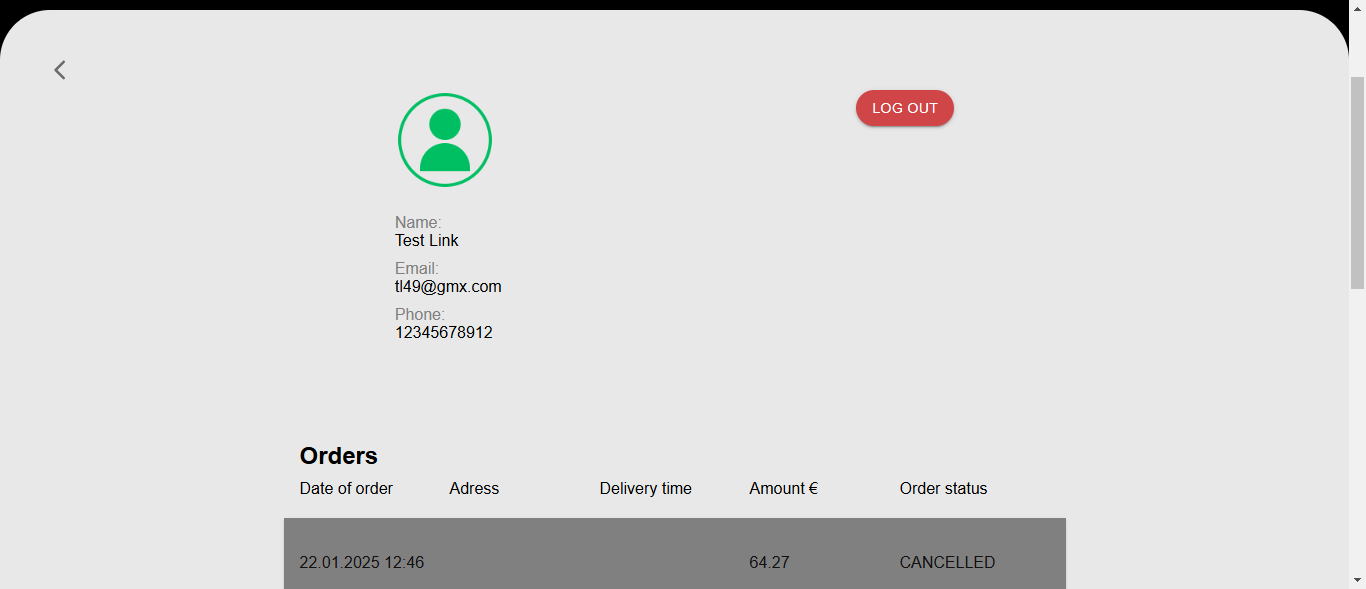 LOG OUT
Name:
Test Link
Email:
tl49@gmx.com
Phone:
12345678912
Orders
Date of order Adress Delivery time Amount € Order status
22.01.2025 12:46 64.27 CANCELLED